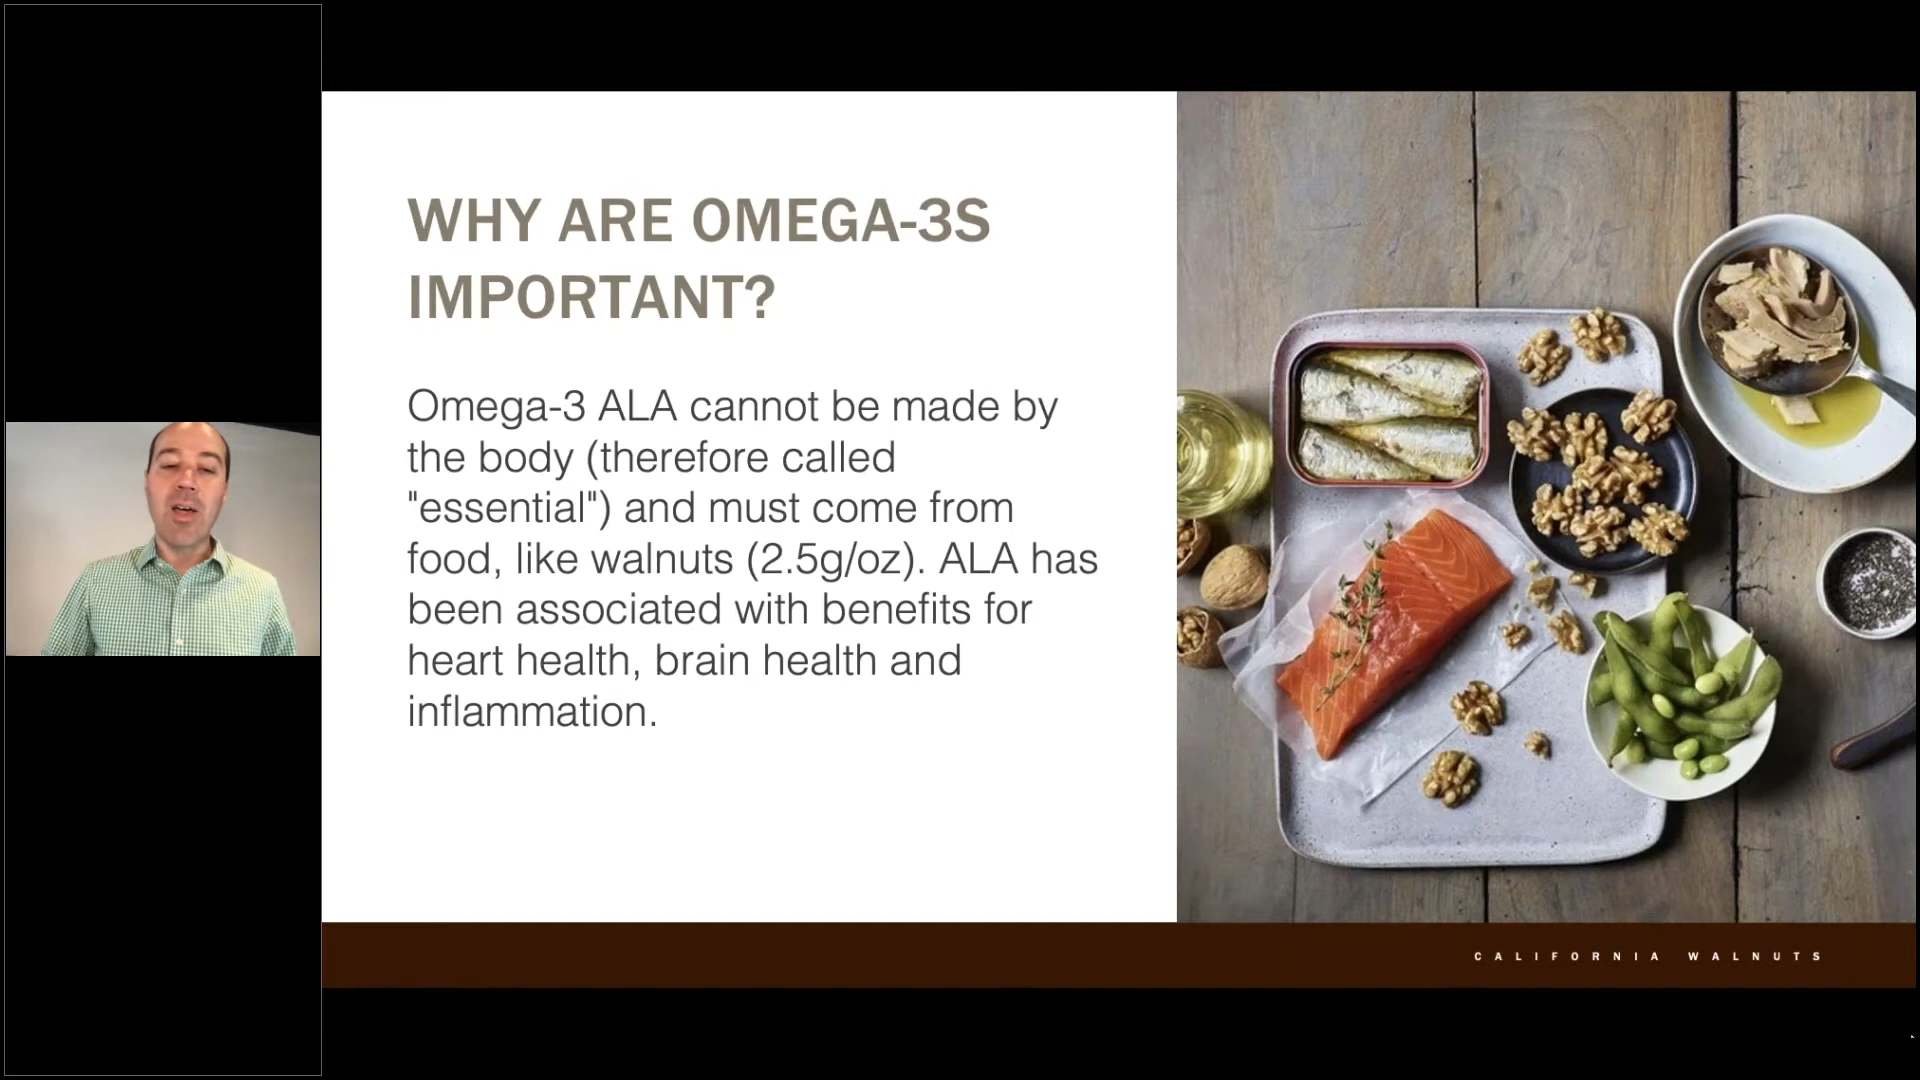 WHY ARE OMEGA-3S
IMPORTANT?
Omega-3 ALA cannot be made by
the body (therefore called
"essential") and must come from
food, like walnuts (2.5g/oz). ALA has
been associated with benefits for
heart health, brain health and
inflammation.
CALIFORNIA WALNUTS